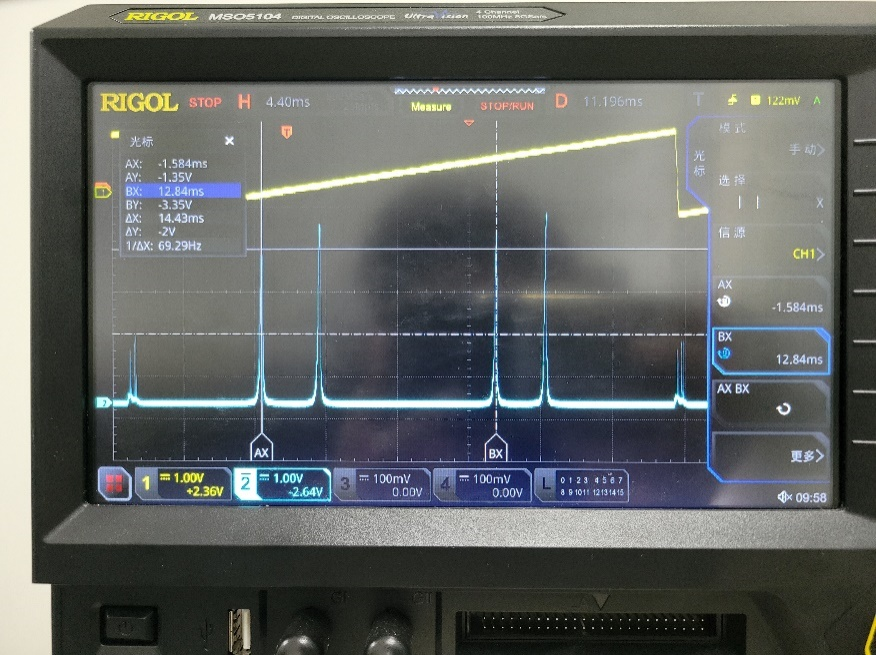 RIGOL MSO5104 DIGITAL OSCILLOSCOPE UltraVision 4 Channel 100MHz 8GSa/s
RIGOL STOP H 4.40ms Measure STOP/RUN D 11.196ms T 122mV A
光标
AX: -1.584ms
AY: -1.35V
BX: 12.84ms
BY: -3.35V
ΔX: 14.43ms
ΔY: -2V
1/ΔX: 69.29Hz
T
1
2
AX
BX
光标
模式
手动
选择
X
信源
CH1
AX
-1.584ms
BX
12.84ms
AX BX
更多
1 1.00V +2.36V
2 1.00V -2.64V
3 100mV 0.00V
4 100mV 0.00V
L 0 1 2 3 4 5 6 7
8 9 10 11 12 13 14 15
09:58